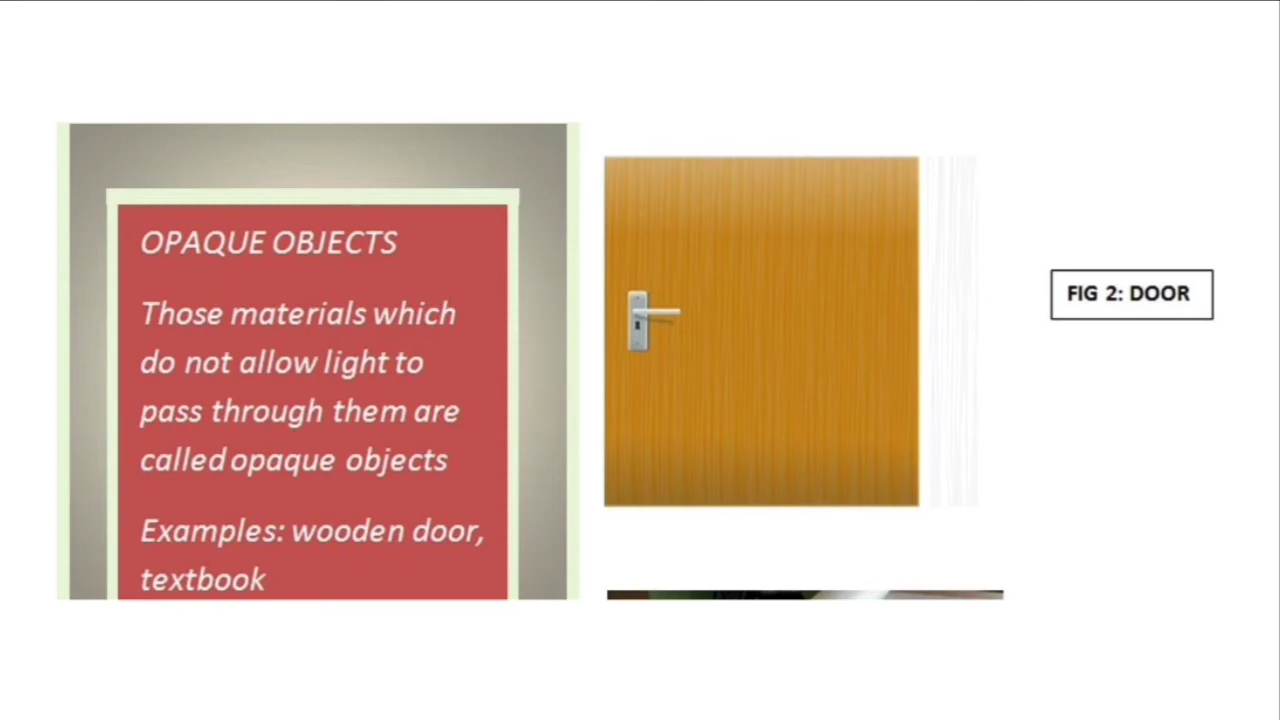 OPAQUE OBJECTS
Those materials which
do not allow light to
pass through them are
called opaque objects
Examples: wooden door,
textbook
FIG 2: DOOR